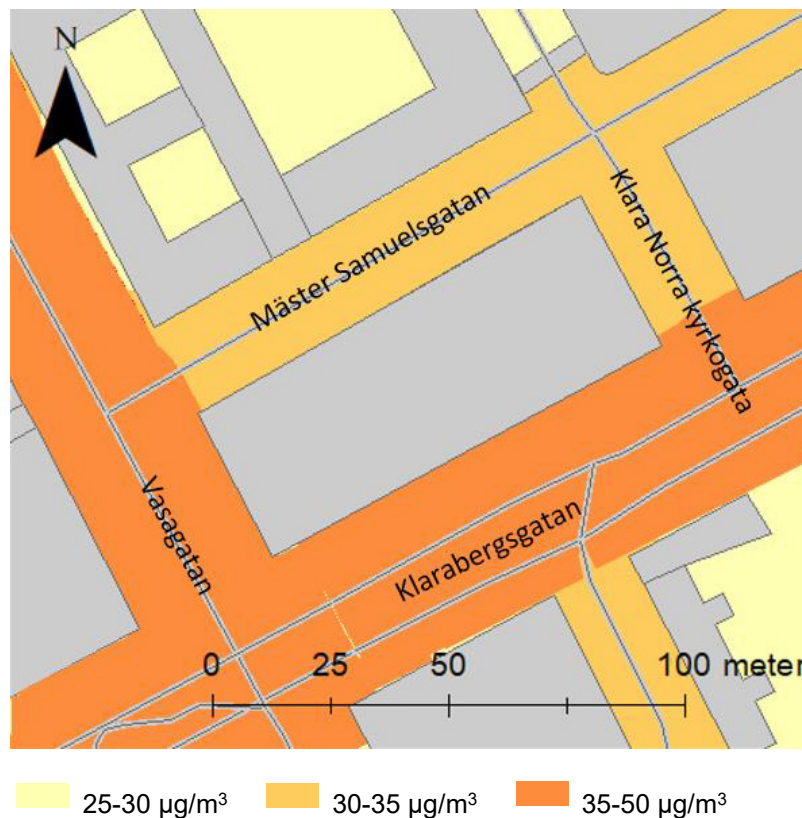 N
Mäster Samuelsgatan
Klara Norra kyrkogata
Vasagatan
Klarabergsgatan
0 25 50 100 meter
25-30 µg/m³ 30-35 µg/m³ 35-50 µg/m³